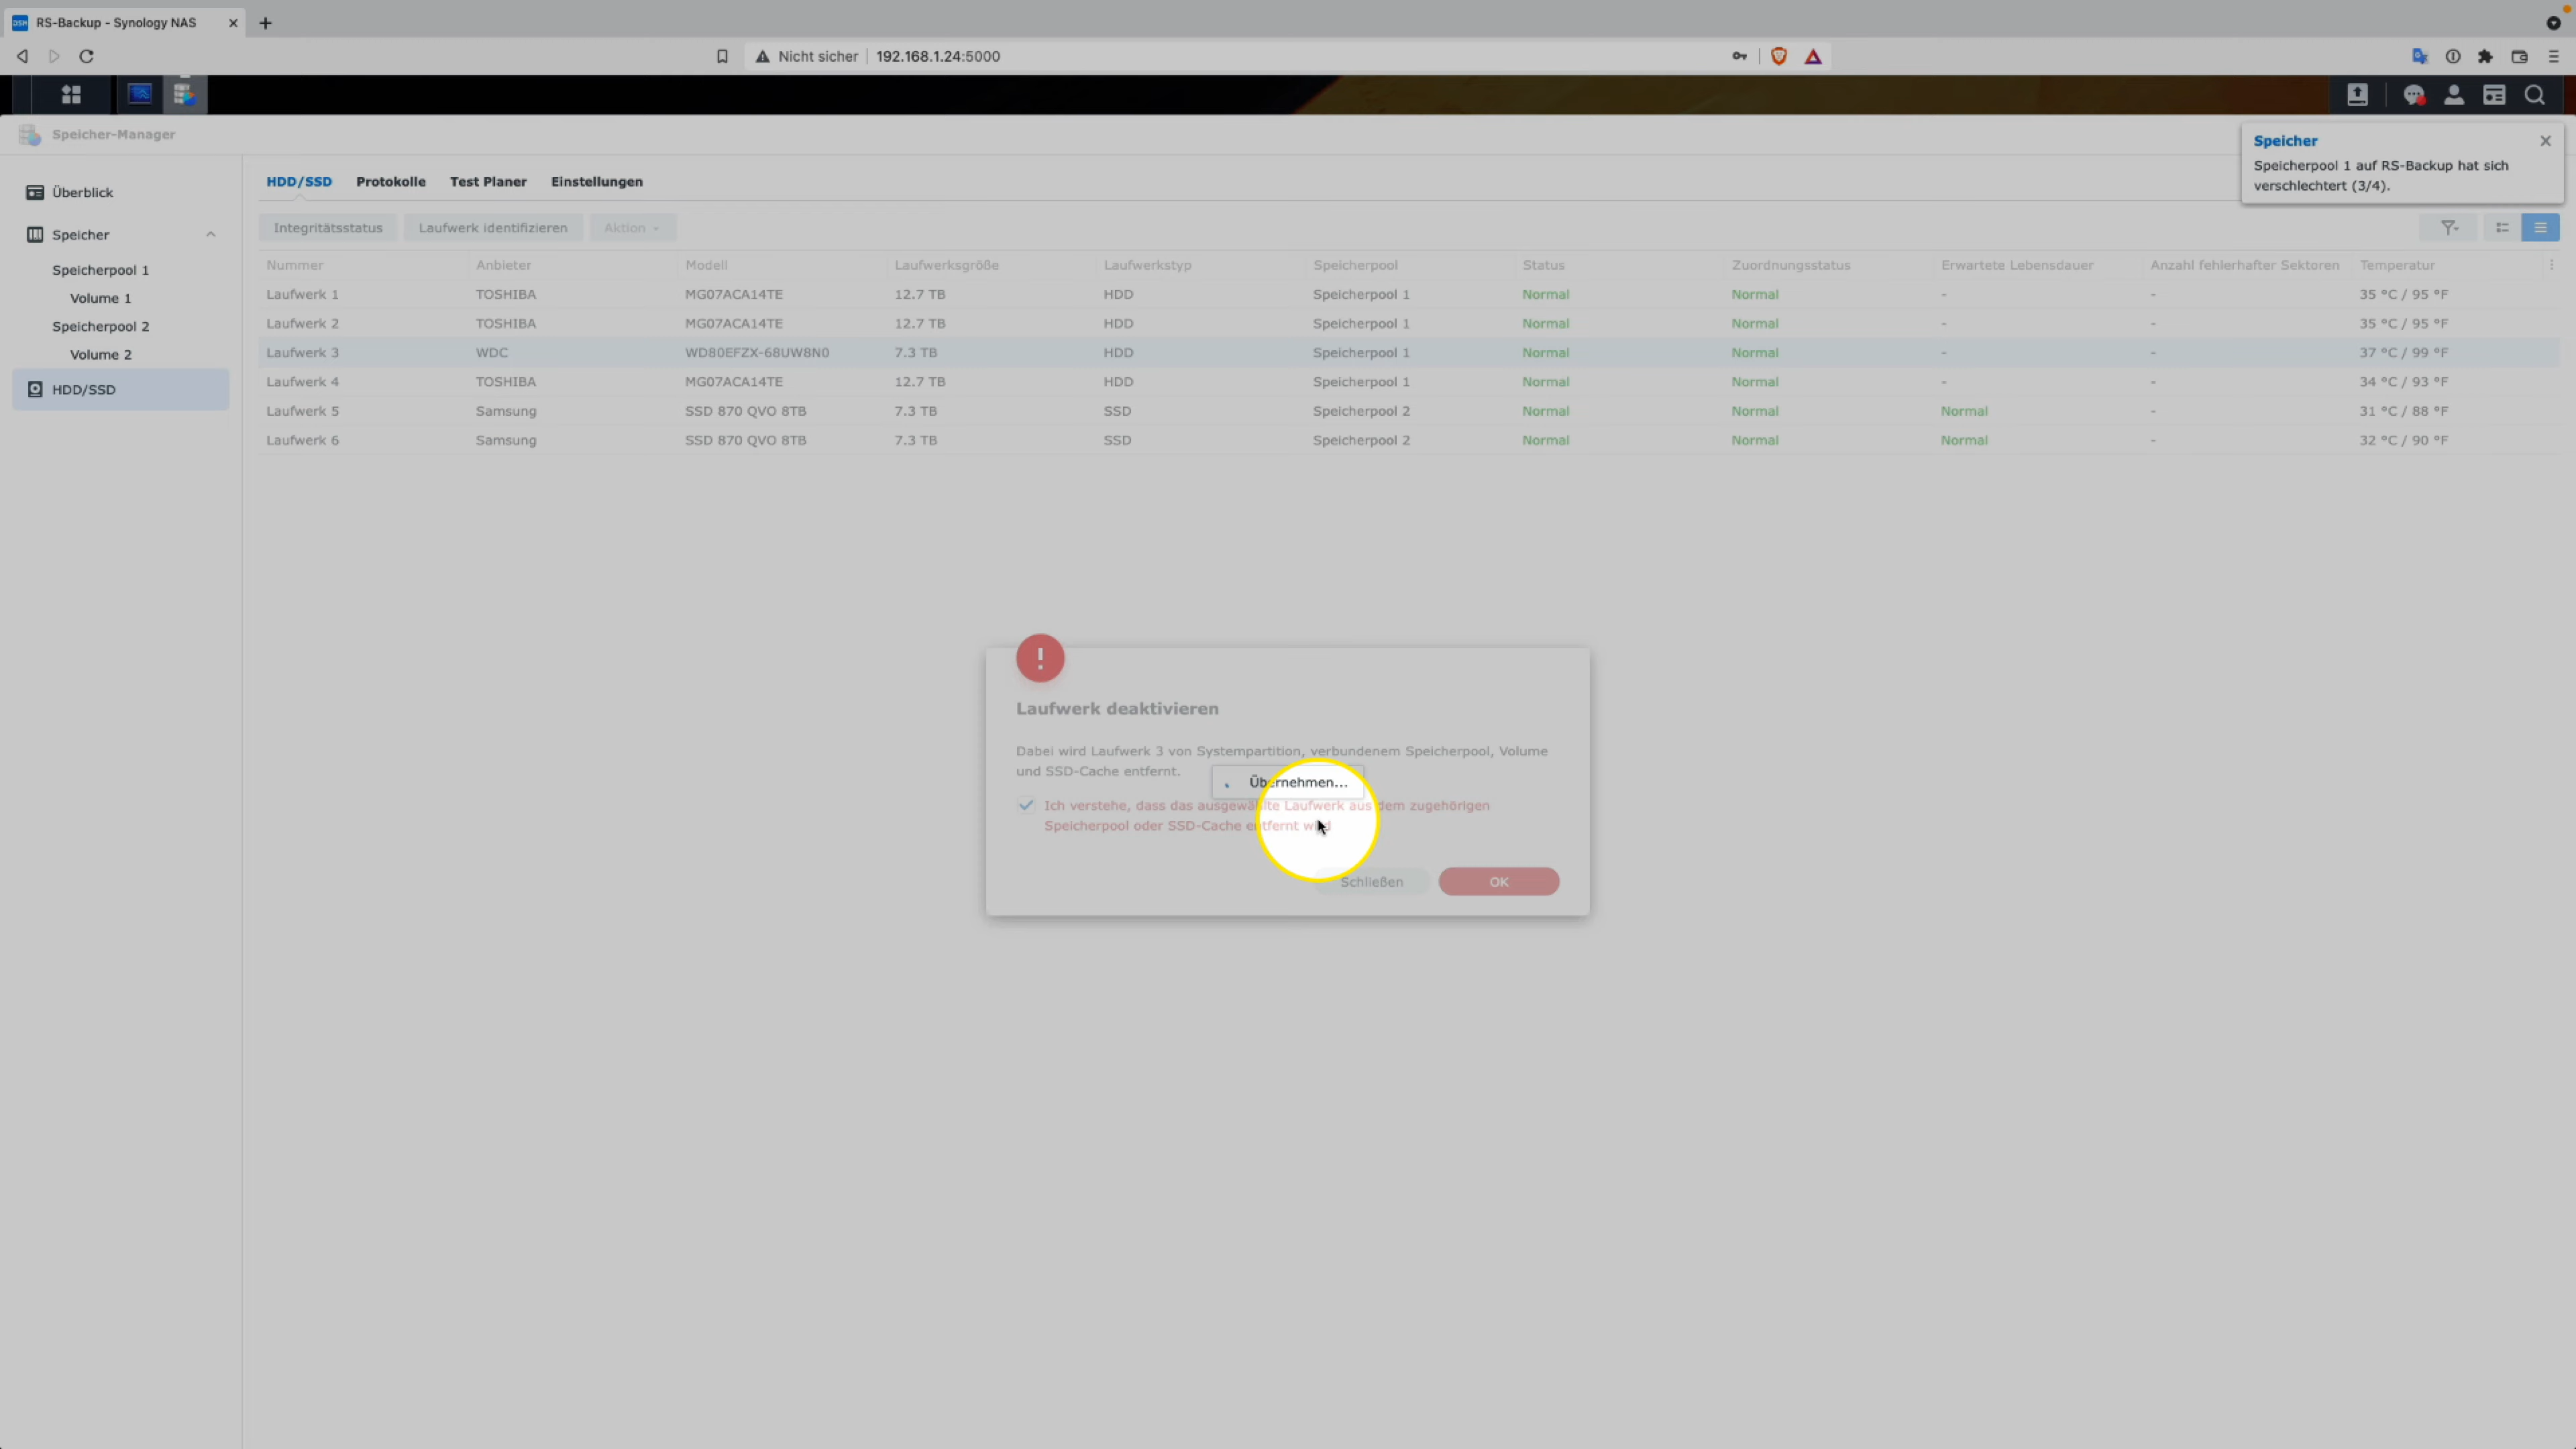 RS-Backup - Synology NAS
Nicht sicher 192.168.1.24:5000
Speicher-Manager
Speicher
Speicherpool 1 auf RS-Backup hat sich
verschlechtert (3/4).
Überblick
Speicher
Speicherpool 1
Volume 1
Speicherpool 2
Volume 2
HDD/SSD
HDD/SSD Protokolle Test Planer Einstellungen
Integritätsstatus Laufwerk identifizieren Aktion
Nummer Anbieter Modell Laufwerksgröße Laufwerkstyp Speicherpool Status Zuordnungsstatus Erwartete Lebensdauer Anzahl fehlerhafter Sektoren Temperatur
Laufwerk 1 TOSHIBA MG07ACA14TE 12.7 TB HDD Speicherpool 1 Normal Normal - - 35 °C / 95 °F
Laufwerk 2 TOSHIBA MG07ACA14TE 12.7 TB HDD Speicherpool 1 Normal Normal - - 35 °C / 95 °F
Laufwerk 3 WDC WD80EFZX-68UW8N0 7.3 TB HDD Speicherpool 1 Normal Normal - - 37 °C / 99 °F
Laufwerk 4 TOSHIBA MG07ACA14TE 12.7 TB HDD Speicherpool 1 Normal Normal - - 34 °C / 93 °F
Laufwerk 5 Samsung SSD 870 QVO 8TB 7.3 TB SSD Speicherpool 2 Normal Normal Normal - 31 °C / 88 °F
Laufwerk 6 Samsung SSD 870 QVO 8TB 7.3 TB SSD Speicherpool 2 Normal Normal Normal - 32 °C / 90 °F
Laufwerk deaktivieren
Dabei wird Laufwerk 3 von Systempartition, verbundenem Speicherpool, Volume
und SSD-Cache entfernt.
Übernehmen...
Ich verstehe, dass das ausgewählte Laufwerk aus dem zugehörigen
Speicherpool oder SSD-Cache entfernt wird
Schließen OK